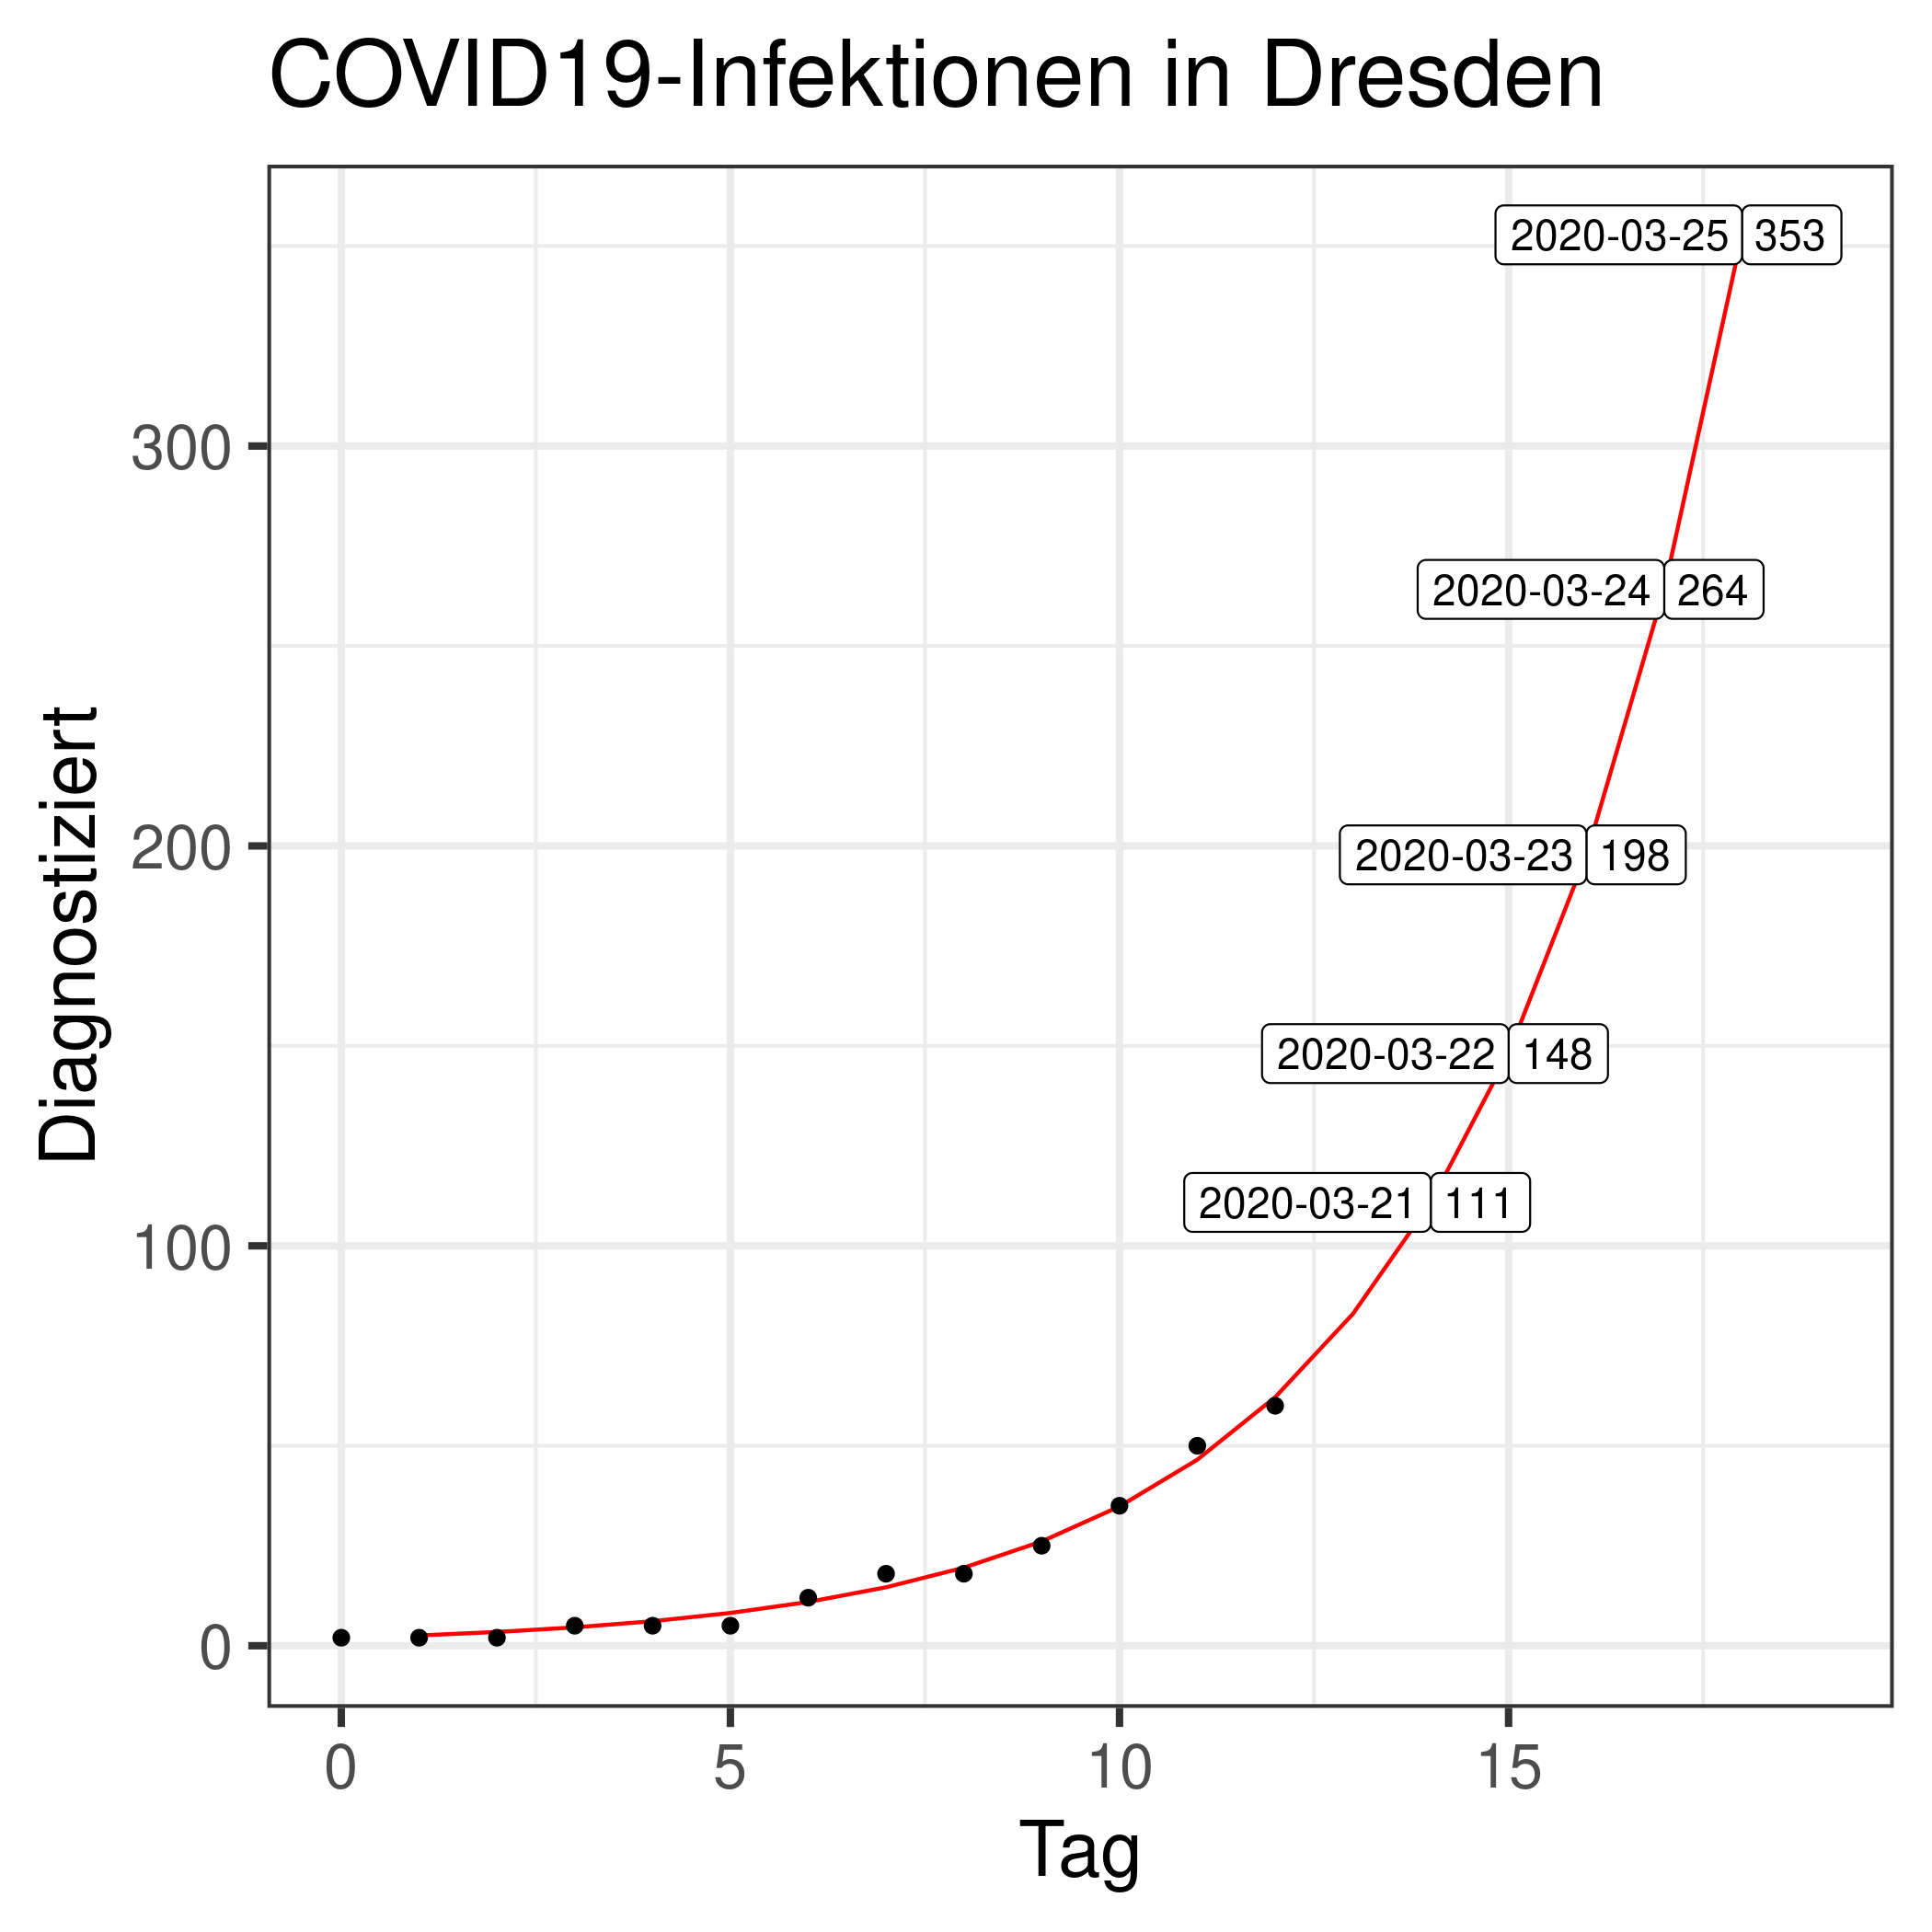 COVID19-Infektionen in Dresden
2020-03-25 353
300
2020-03-24 264
200
2020-03-23 198
2020-03-22 148
2020-03-21 111
100
0
Diagnostiziert
0 5 10 15
Tag